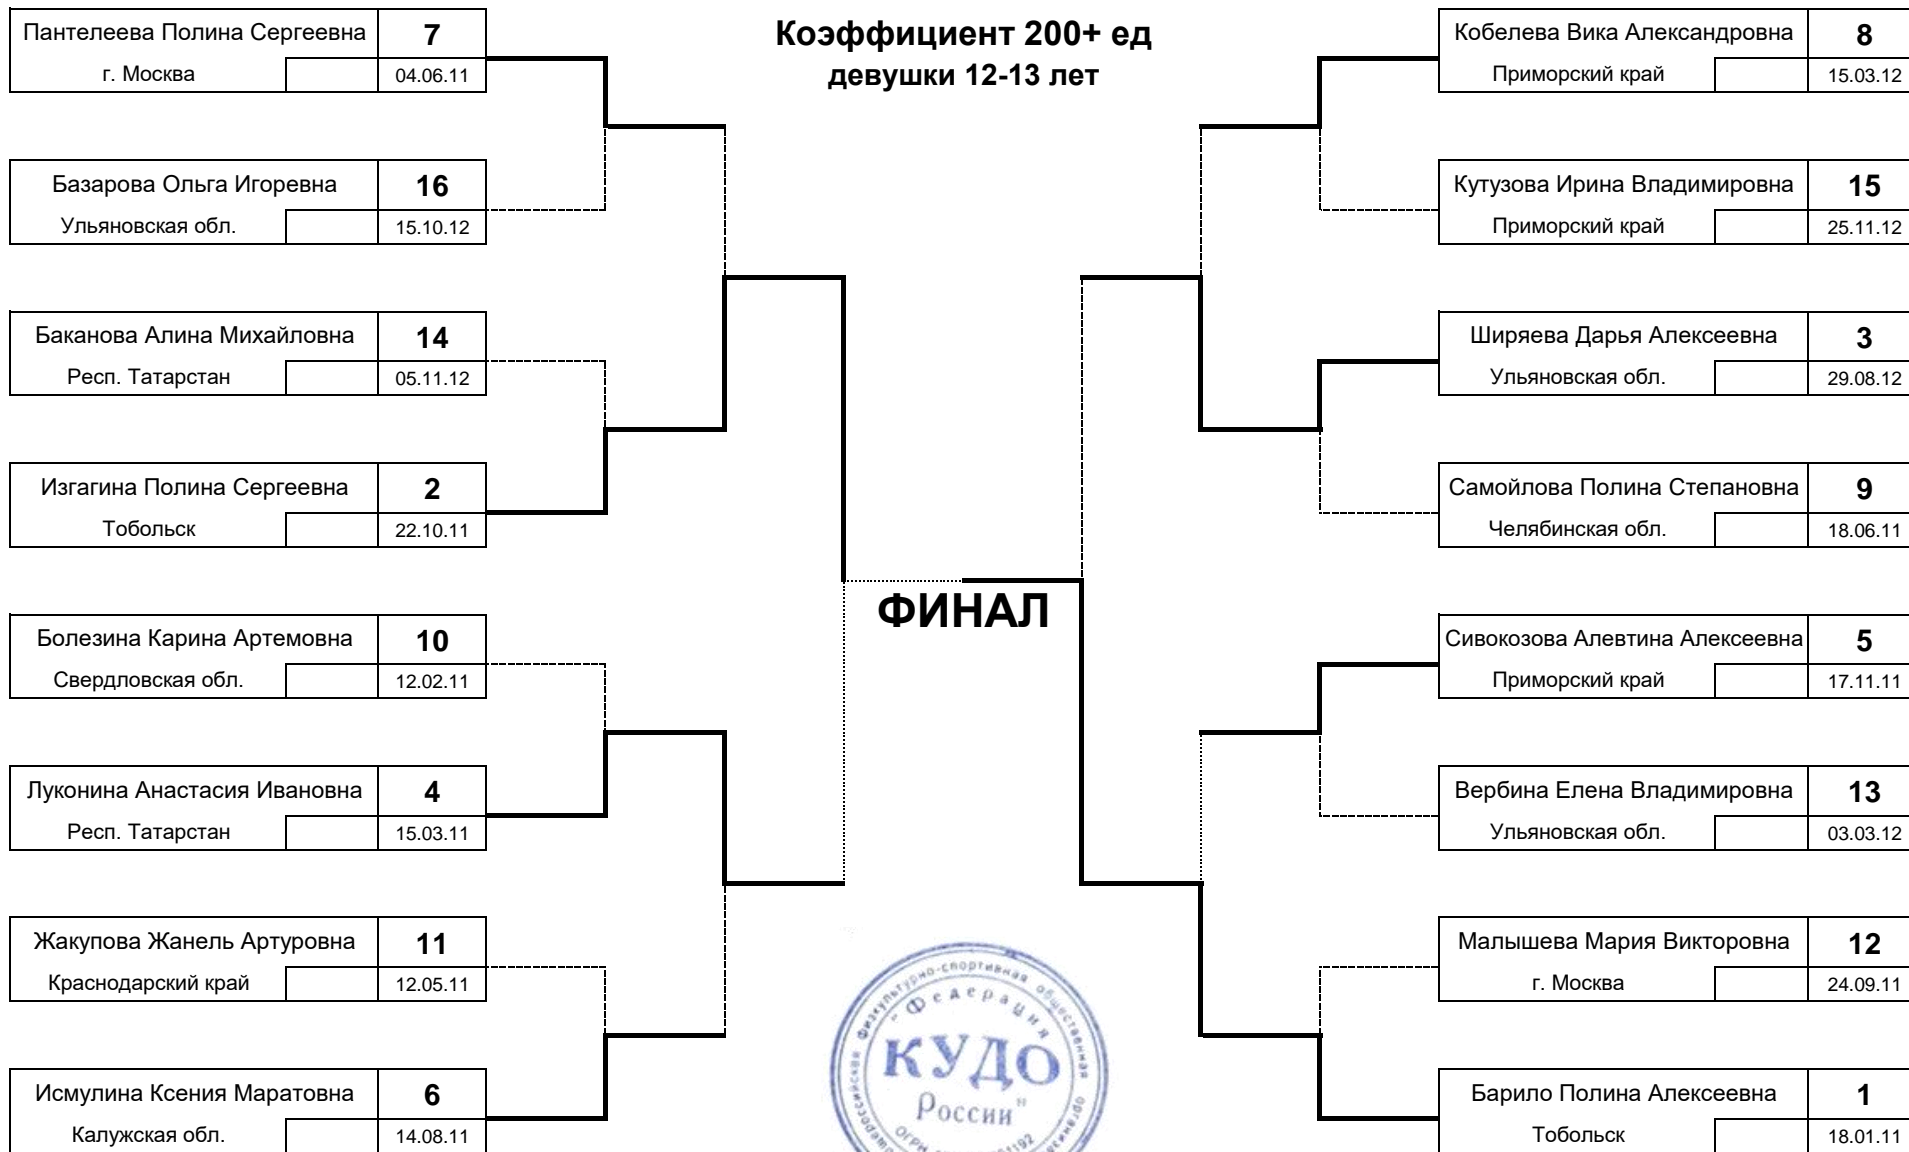 Коэффициент 200+ ед
девушки 12-13 лет
Пантелеева Полина Сергеевна 7
г. Москва 04.06.11
Базарова Ольга Игоревна 16
Ульяновская обл. 15.10.12
Баканова Алина Михайловна 14
Респ. Татарстан 05.11.12
Изгагина Полина Сергеевна 2
Тобольск 22.10.11
Болезина Карина Артемовна 10
Свердловская обл. 12.02.11
Луконина Анастасия Ивановна 4
Респ. Татарстан 15.03.11
Жакупова Жанель Артуровна 11
Краснодарский край 12.05.11
Исмулина Ксения Маратовна 6
Калужская обл. 14.08.11
ФИНАЛ
Кобелева Вика Александровна 8
Приморский край 15.03.12
Кутузова Ирина Владимировна 15
Приморский край 25.11.12
Ширяева Дарья Алексеевна 3
Ульяновская обл. 29.08.12
Самойлова Полина Степановна 9
Челябинская обл. 18.06.11
Сивокозова Алевтина Алексеевна 5
Приморский край 17.11.11
Вербина Елена Владимировна 13
Ульяновская обл. 03.03.12
Малышева Мария Викторовна 12
г. Москва 24.09.11
Барило Полина Алексеевна 1
Тобольск 18.01.11
физкультурно-спортивная общественная
"Федерация
КУДО
России"
ОГРН